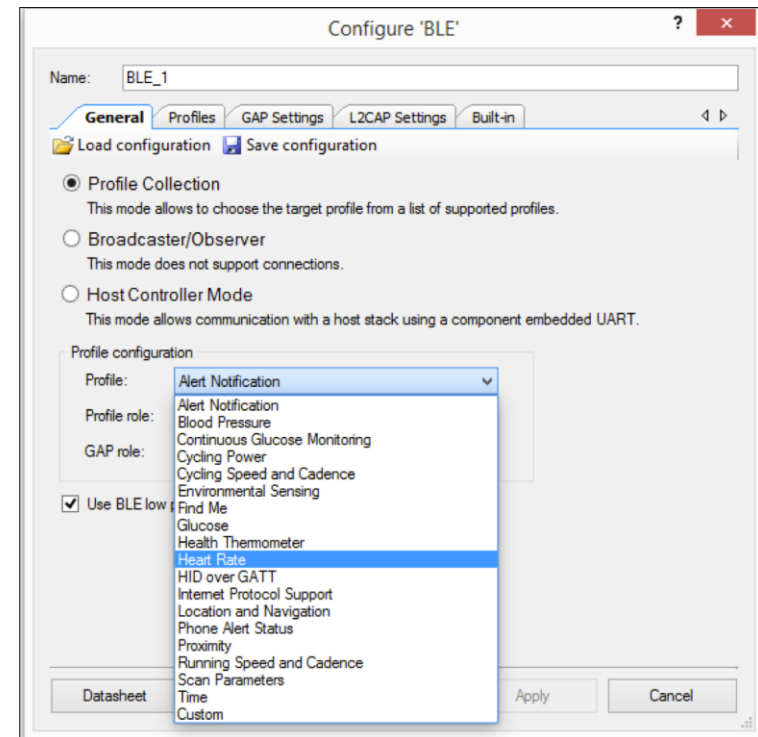 Configure 'BLE'
? ×
Name: BLE_1
General Profiles GAP Settings L2CAP Settings Built-in
Load configuration Save configuration
Profile Collection
This mode allows to choose the target profile from a list of supported profiles.
Broadcaster/Observer
This mode does not support connections.
Host Controller Mode
This mode allows communication with a host stack using a component embedded UART.
Profile configuration
Profile: Alert Notification
Profile role:
GAP role:
Alert Notification
Blood Pressure
Continuous Glucose Monitoring
Cycling Power
Cycling Speed and Cadence
Environmental Sensing
Find Me
Glucose
Health Thermometer
Heart Rate
HID over GATT
Internet Protocol Support
Location and Navigation
Phone Alert Status
Proximity
Running Speed and Cadence
Scan Parameters
Time
Custom
Use BLE low
Datasheet Apply Cancel